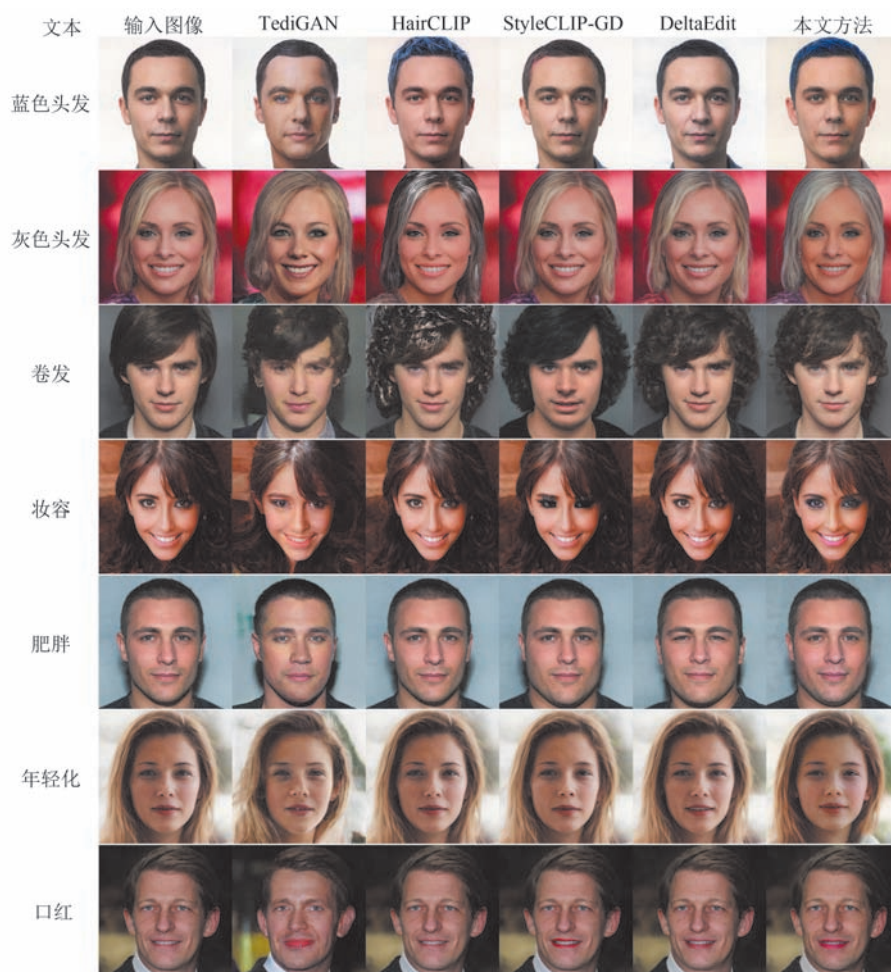 文本 输入图像 TediGAN HairCLIP StyleCLIP-GD DeltaEdit 本文方法
蓝色头发
灰色头发
卷发
妆容
肥胖
年轻化
口红